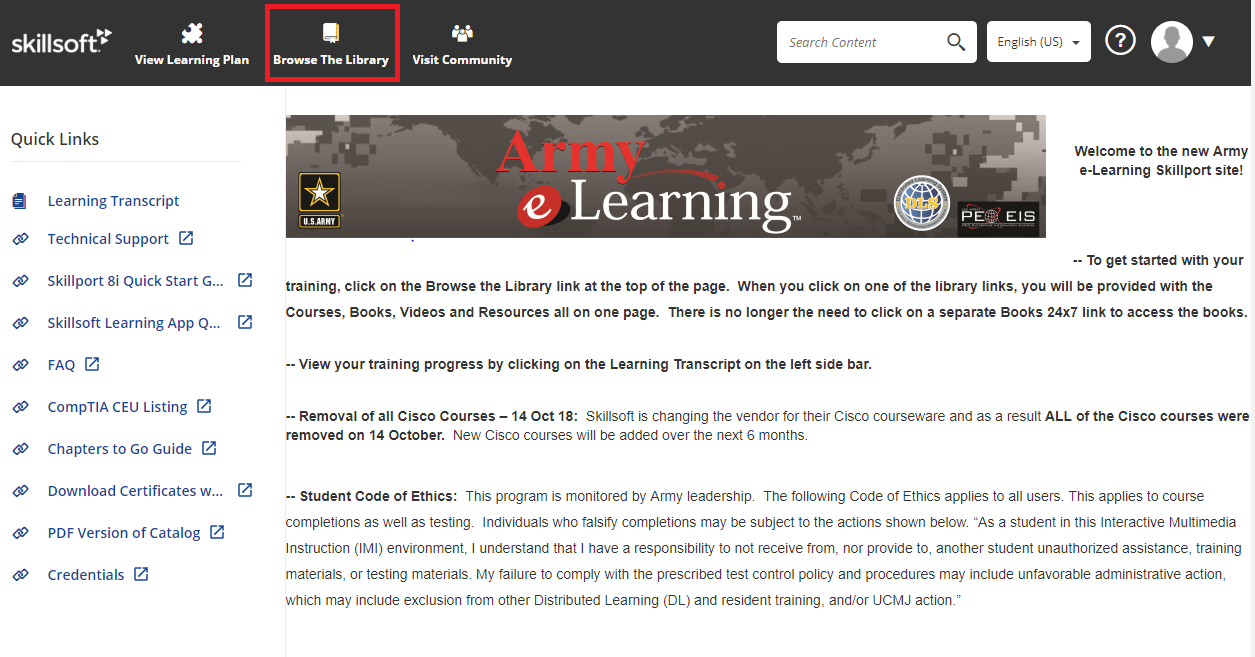 skillsoft
View Learning Plan
Browse The Library
Visit Community
Search Content
English (US)
?
Quick Links
Learning Transcript
Technical Support
Skillport 8i Quick Start G...
Skillsoft Learning App Q...
FAQ
CompTIA CEU Listing
Chapters to Go Guide
Download Certificates w...
PDF Version of Catalog
Credentials
U.S.ARMY
Army
e Learning™
DLS
PEO EIS
Welcome to the new Army
e-Learning Skillport site!
-- To get started with your
training, click on the Browse the Library link at the top of the page.  When you click on one of the library links, you will be provided with the
Courses, Books, Videos and Resources all on one page.  There is no longer the need to click on a separate Books 24x7 link to access the books.
-- View your training progress by clicking on the Learning Transcript on the left side bar.
-- Removal of all Cisco Courses – 14 Oct 18:  Skillsoft is changing the vendor for their Cisco courseware and as a result ALL of the Cisco courses were
removed on 14 October.  New Cisco courses will be added over the next 6 months.
-- Student Code of Ethics:  This program is monitored by Army leadership.  The following Code of Ethics applies to all users. This applies to course
completions as well as testing.  Individuals who falsify completions may be subject to the actions shown below. “As a student in this Interactive Multimedia
Instruction (IMI) environment, I understand that I have a responsibility to not receive from, nor provide to, another student unauthorized assistance, training
materials, or testing materials. My failure to comply with the prescribed test control policy and procedures may include unfavorable administrative action,
which may include exclusion from other Distributed Learning (DL) and resident training, and/or UCMJ action.”